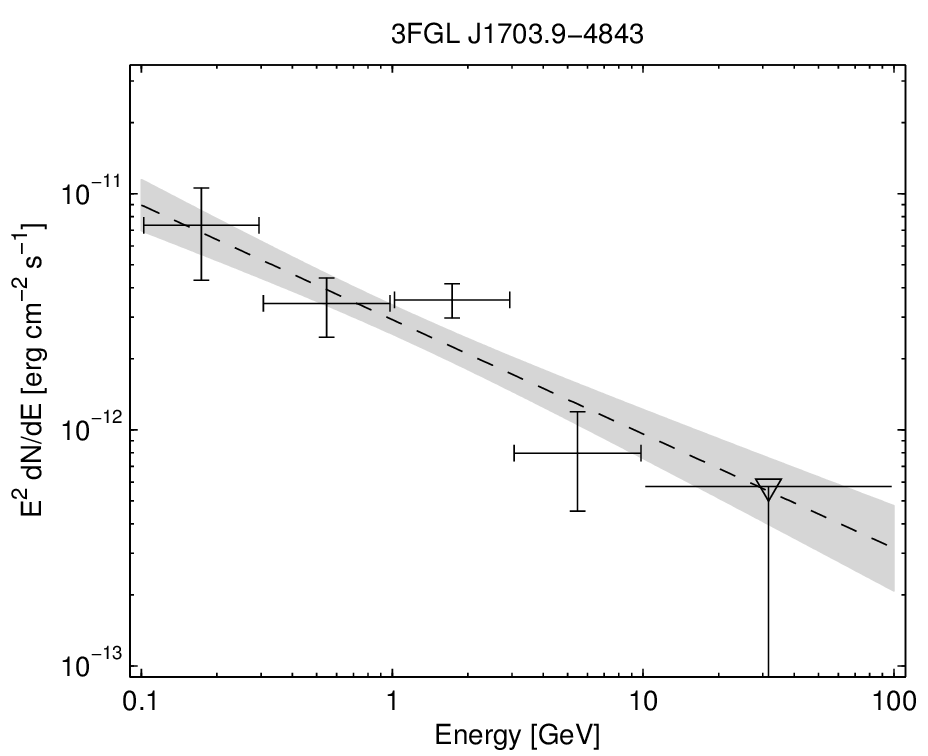 3FGL J1703.9−4843
E² dN/dE [erg cm⁻² s⁻¹]
10⁻¹¹
10⁻¹²
10⁻¹³
0.1 1 10 100
Energy [GeV]